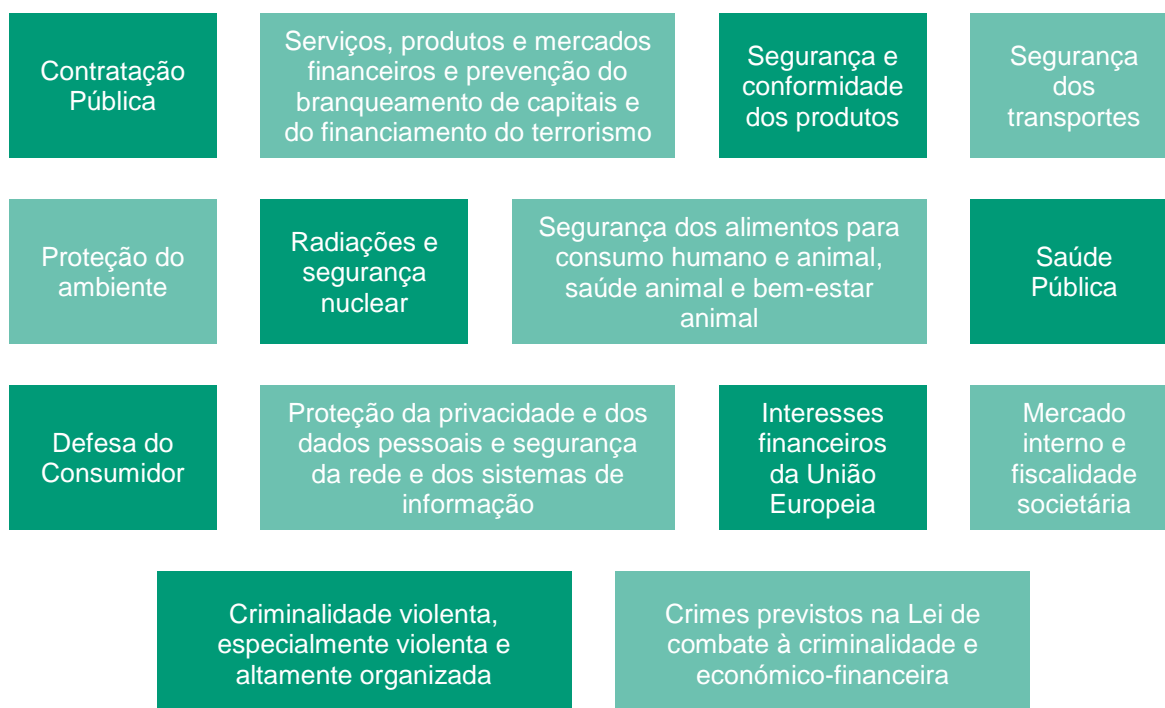 Contratação
Pública
Serviços, produtos e mercados
financeiros e prevenção do
branqueamento de capitais e
do financiamento do terrorismo
Segurança e
conformidade
dos produtos
Segurança
dos
transportes
Proteção do
ambiente
Radiações e
segurança
nuclear
Segurança dos alimentos para
consumo humano e animal,
saúde animal e bem-estar
animal
Saúde
Pública
Defesa do
Consumidor
Proteção da privacidade e dos
dados pessoais e segurança
da rede e dos sistemas de
informação
Interesses
financeiros
da União
Europeia
Mercado
interno e
fiscalidade
societária
Criminalidade violenta,
especialmente violenta e
altamente organizada
Crimes previstos na Lei de
combate à criminalidade e
económico-financeira